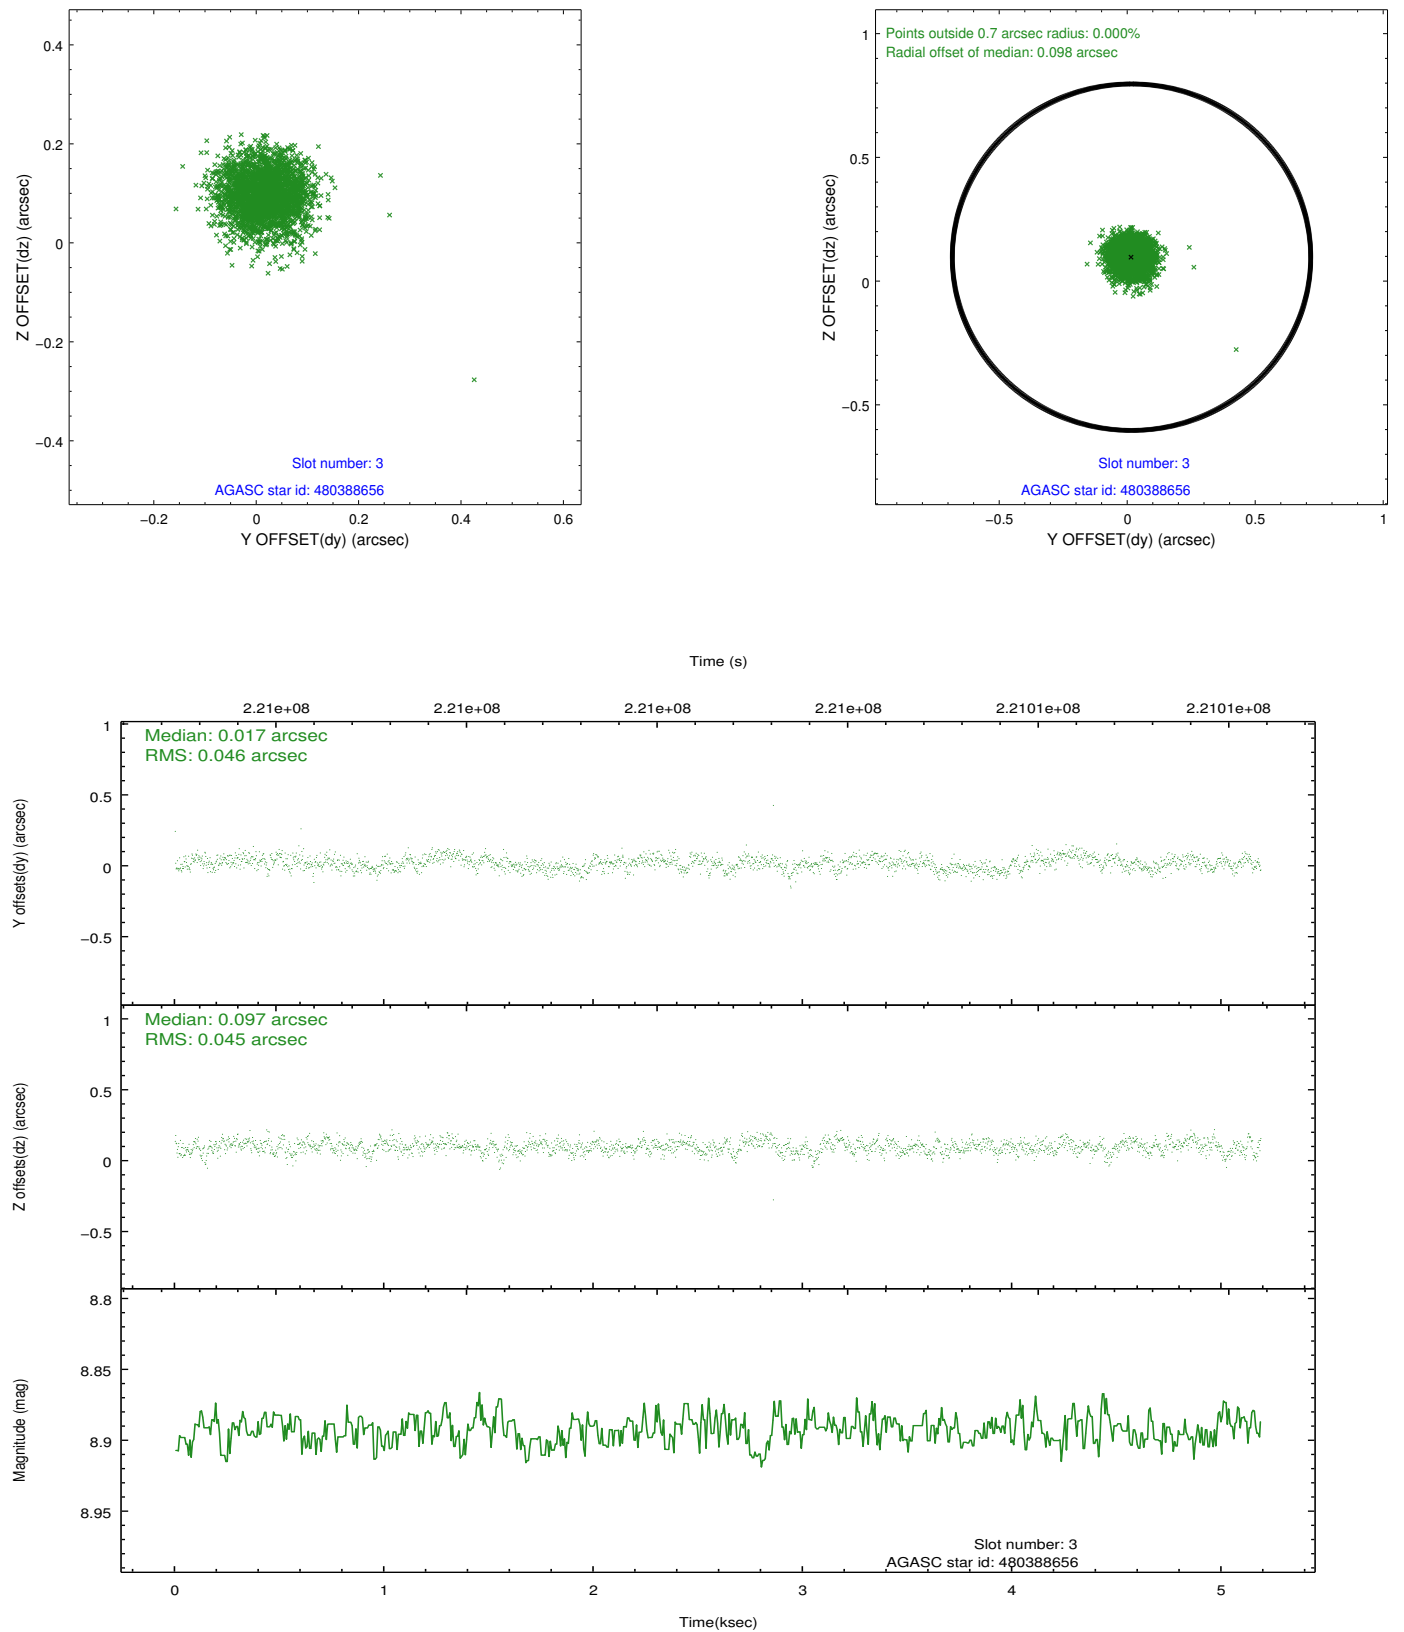 0.4
0.2
0
−0.2
−0.4
Z OFFSET(dz) (arcsec)
Slot number: 3
AGASC star id: 480388656
−0.2 0 0.2 0.4 0.6
Y OFFSET(dy) (arcsec)
Points outside 0.7 arcsec radius: 0.000%
Radial offset of median: 0.098 arcsec
1
0.5
0
−0.5
Z OFFSET(dz) (arcsec)
Slot number: 3
AGASC star id: 480388656
−0.5 0 0.5 1
Y OFFSET(dy) (arcsec)
Time (s)
2.21e+08 2.21e+08 2.21e+08 2.21e+08 2.2101e+08 2.2101e+08
Median: 0.017 arcsec
RMS: 0.046 arcsec
1
0.5
0
−0.5
Y offsets(dy) (arcsec)
Median: 0.097 arcsec
RMS: 0.045 arcsec
1
0.5
0
−0.5
Z offsets(dz) (arcsec)
8.8
8.85
8.9
8.95
Magnitude (mag)
Slot number: 3
AGASC star id: 480388656
0 1 2 3 4 5
Time(ksec)